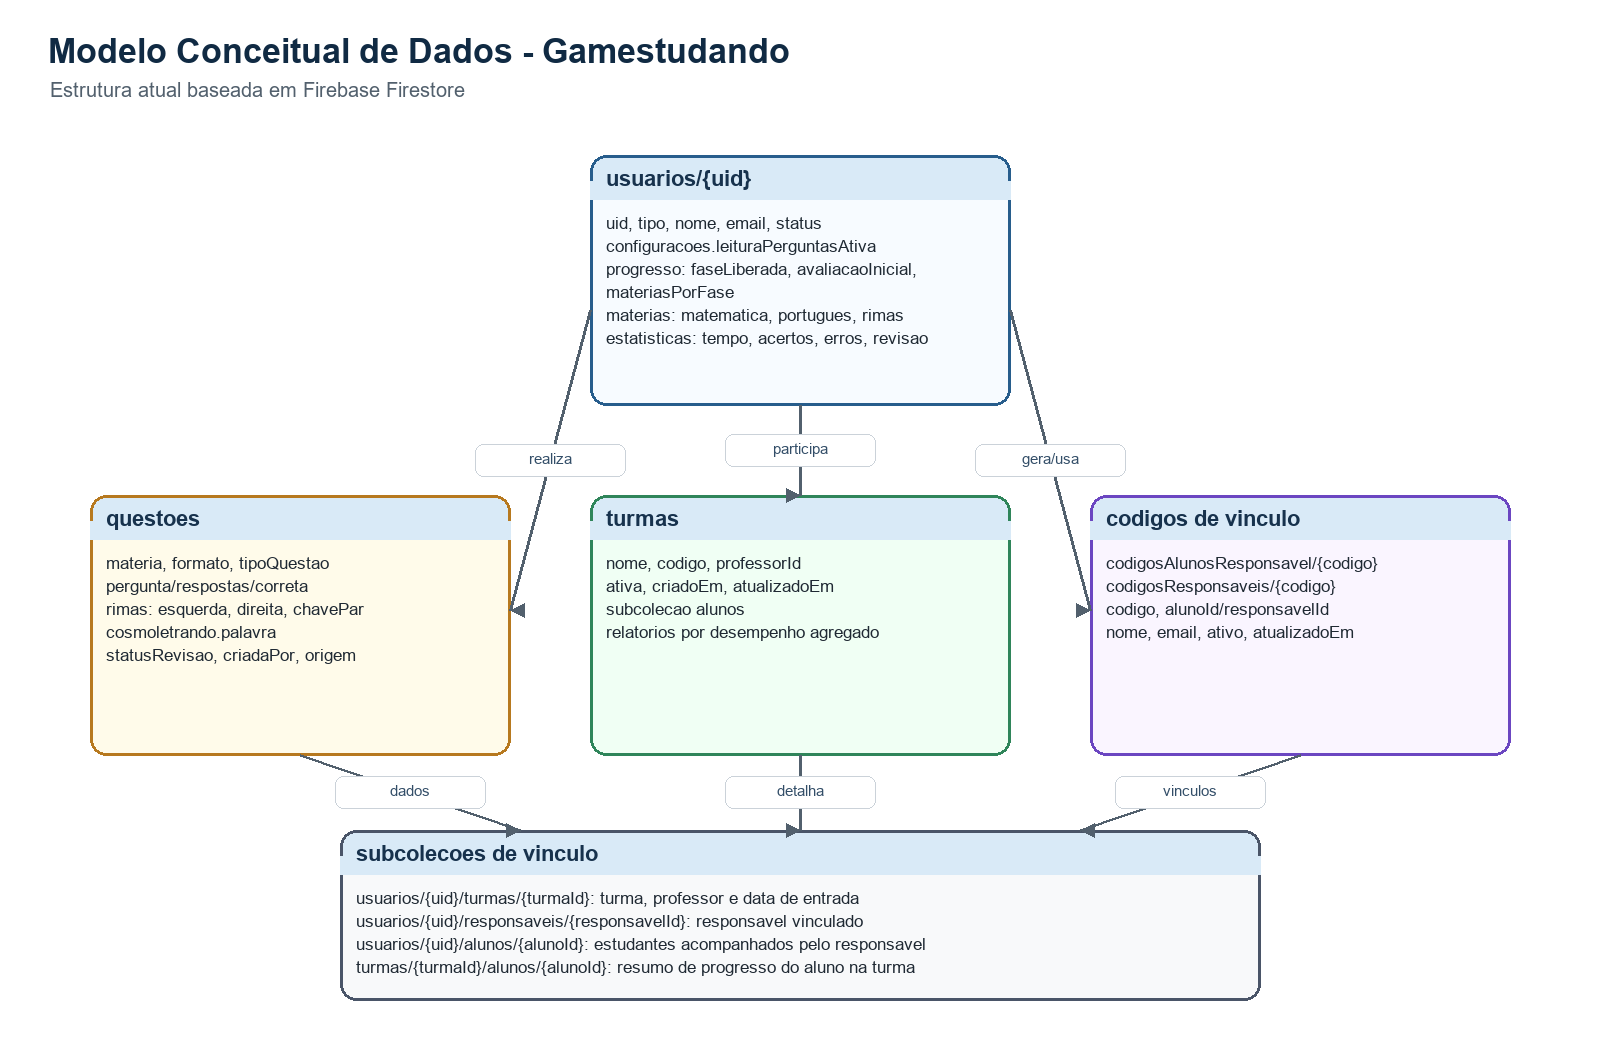 Modelo Conceitual de Dados - Gamestudando
Estrutura atual baseada em Firebase Firestore
usuarios/{uid}
uid, tipo, nome, email, status
configuracoes.leituraPerguntasAtiva
progresso: faseLiberada, avaliacaoInicial,
materiasPorFase
materias: matematica, portugues, rimas
estatisticas: tempo, acertos, erros, revisao
realiza
participa
gera/usa
questoes
materia, formato, tipoQuestao
pergunta/respostas/correta
rimas: esquerda, direita, chavePar
cosmoletrando.palavra
statusRevisao, criadaPor, origem
turmas
nome, codigo, professorId
ativa, criadoEm, atualizadoEm
subcolecao alunos
relatorios por desempenho agregado
codigos de vinculo
codigosAlunosResponsavel/{codigo}
codigosResponsaveis/{codigo}
codigo, alunoId/responsavelId
nome, email, ativo, atualizadoEm
dados
detalha
vinculos
subcolecoes de vinculo
usuarios/{uid}/turmas/{turmaId}: turma, professor e data de entrada
usuarios/{uid}/responsaveis/{responsavelId}: responsavel vinculado
usuarios/{uid}/alunos/{alunoId}: estudantes acompanhados pelo responsavel
turmas/{turmaId}/alunos/{alunoId}: resumo de progresso do aluno na turma